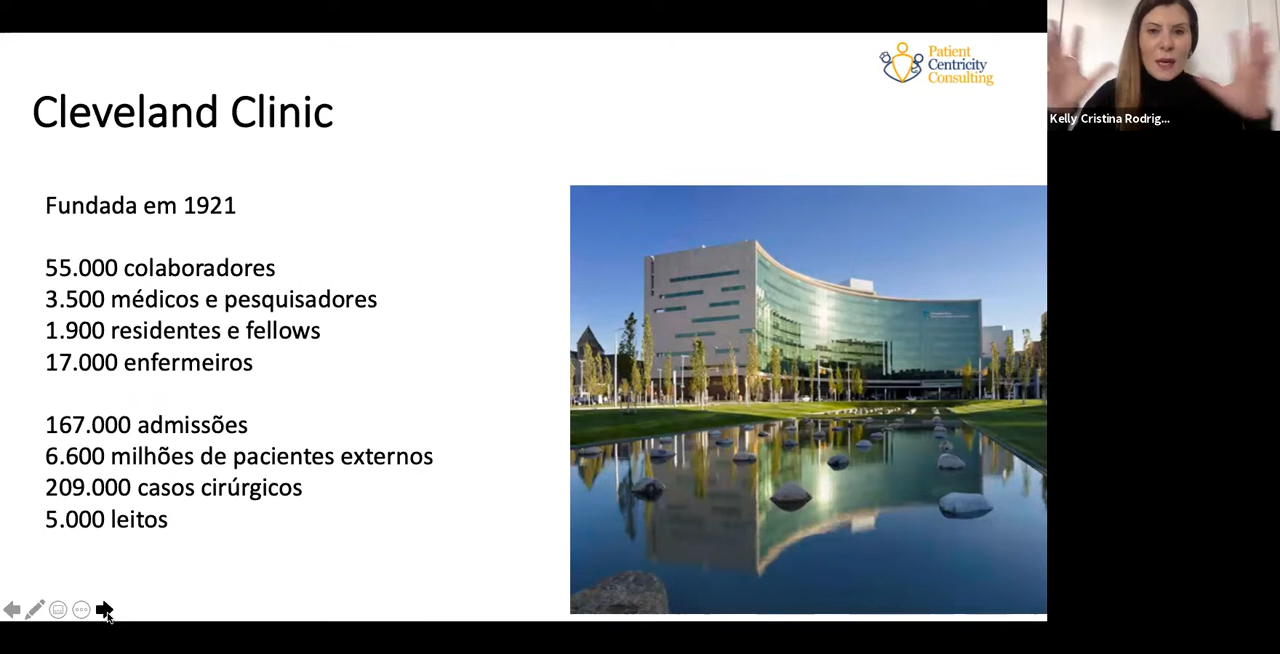 Patient
Centricity
Consulting
Kelly Cristina Rodrig...
Cleveland Clinic
Fundada em 1921
55.000 colaboradores
3.500 médicos e pesquisadores
1.900 residentes e fellows
17.000 enfermeiros
167.000 admissões
6.600 milhões de pacientes externos
209.000 casos cirúrgicos
5.000 leitos